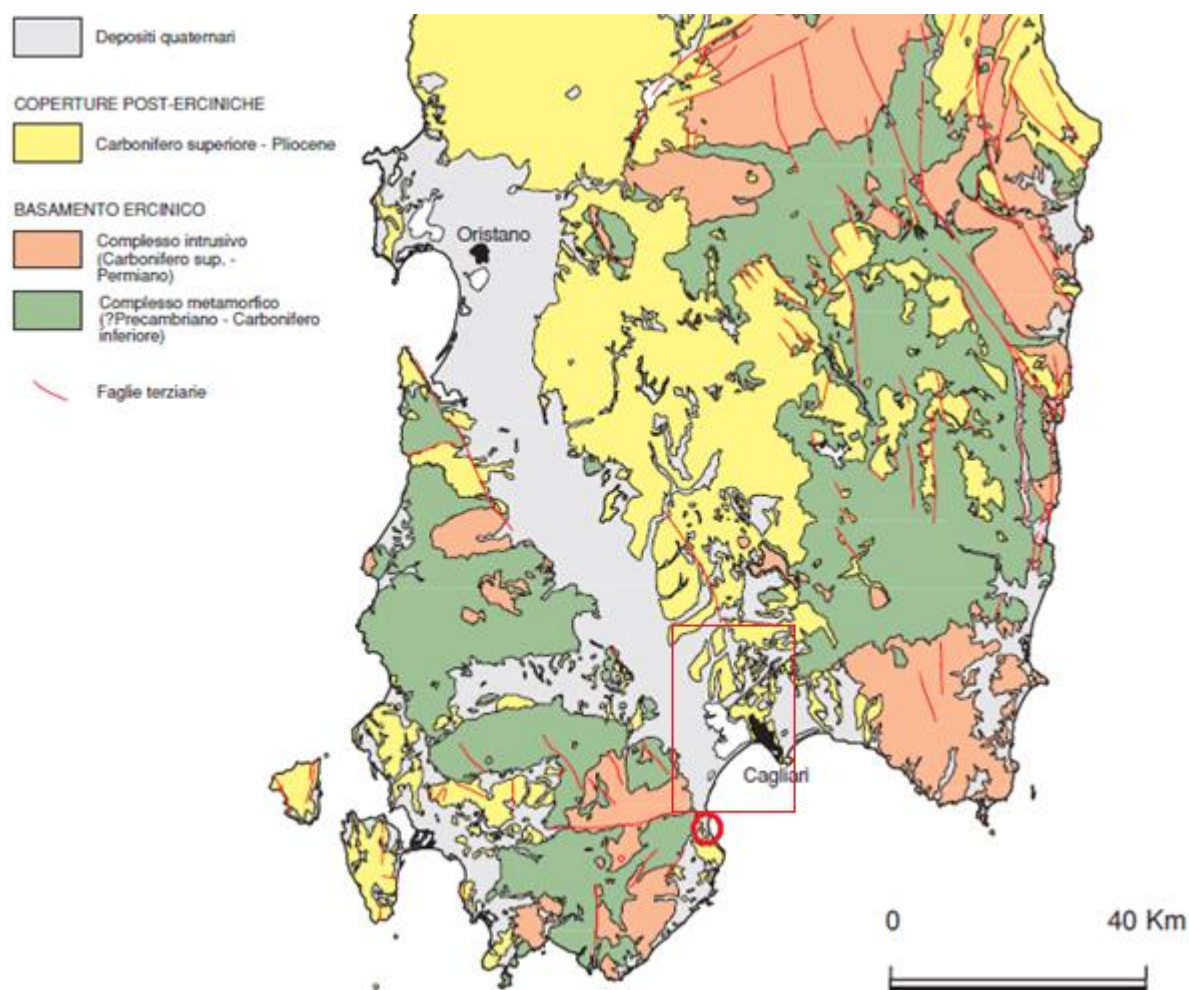 Depositi quaternari
COPERTURE POST-ERCINICHE
Carbonifero superiore - Pliocene
BASAMENTO ERCINICO
Complesso intrusivo
(Carbonifero sup. -
Permiano)
Complesso metamorfico
(?Precambriano - Carbonifero
inferiore)
Faglie terziarie
Oristano
Cagliari
0 40 Km